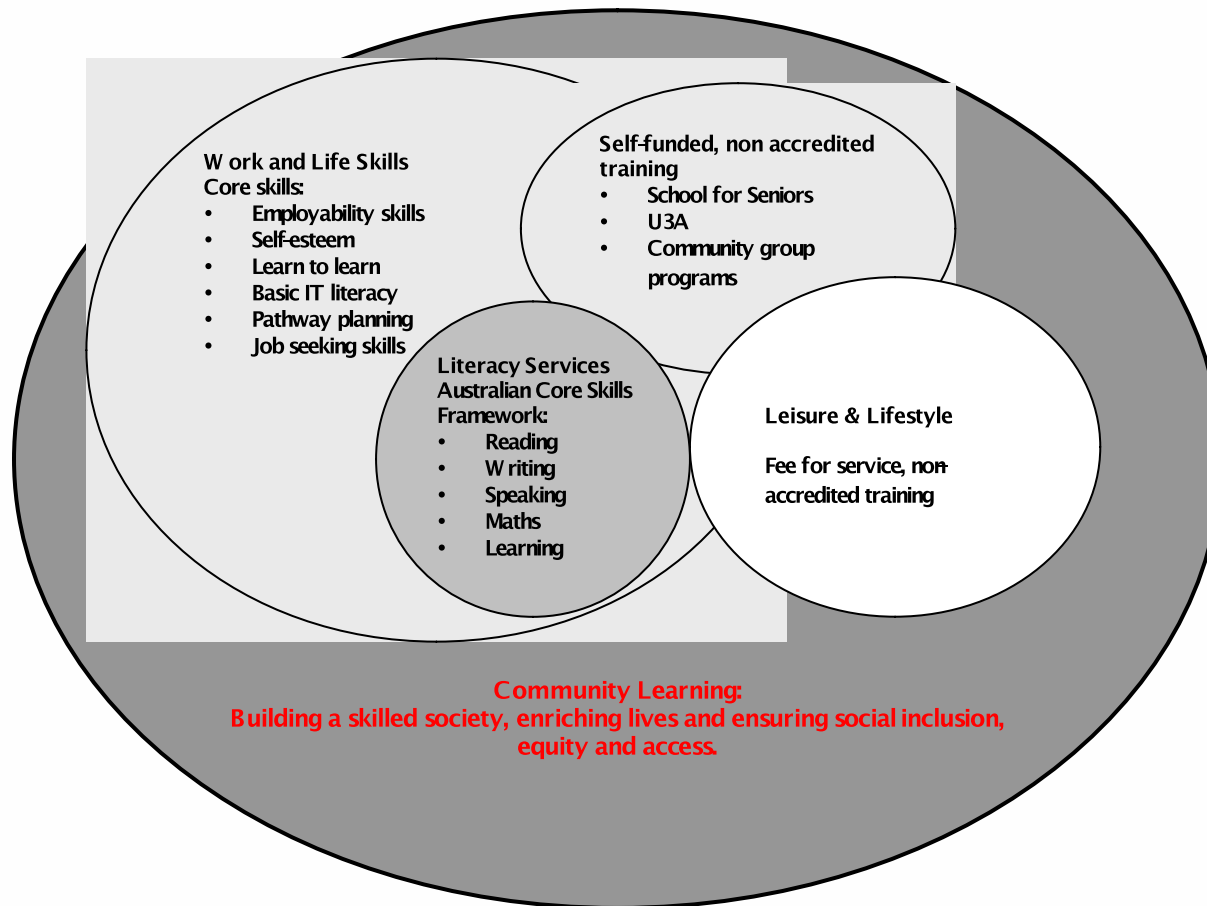 Work and Life Skills
Core skills:
• Employability skills
• Self-esteem
• Learn to learn
• Basic IT literacy
• Pathway planning
• Job seeking skills
Self-funded, non accredited
training
• School for Seniors
• U3A
• Community group
programs
Literacy Services
Australian Core Skills
Framework:
• Reading
• Writing
• Speaking
• Maths
• Learning
Leisure & Lifestyle
Fee for service, non-
accredited training
Community Learning:
Building a skilled society, enriching lives and ensuring social inclusion,
equity and access.